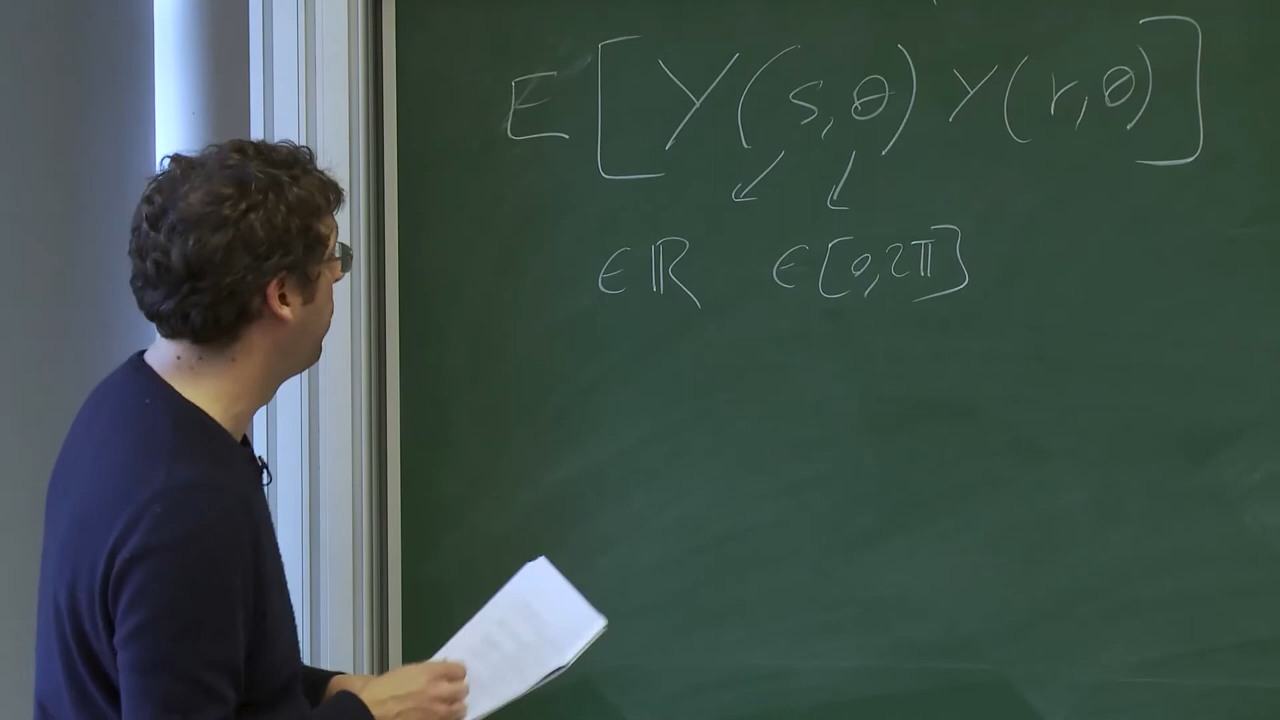 E [ Y(s,θ) Y(r,θ) ]
↙ ↙
∈ℝ ∈[0,2π]